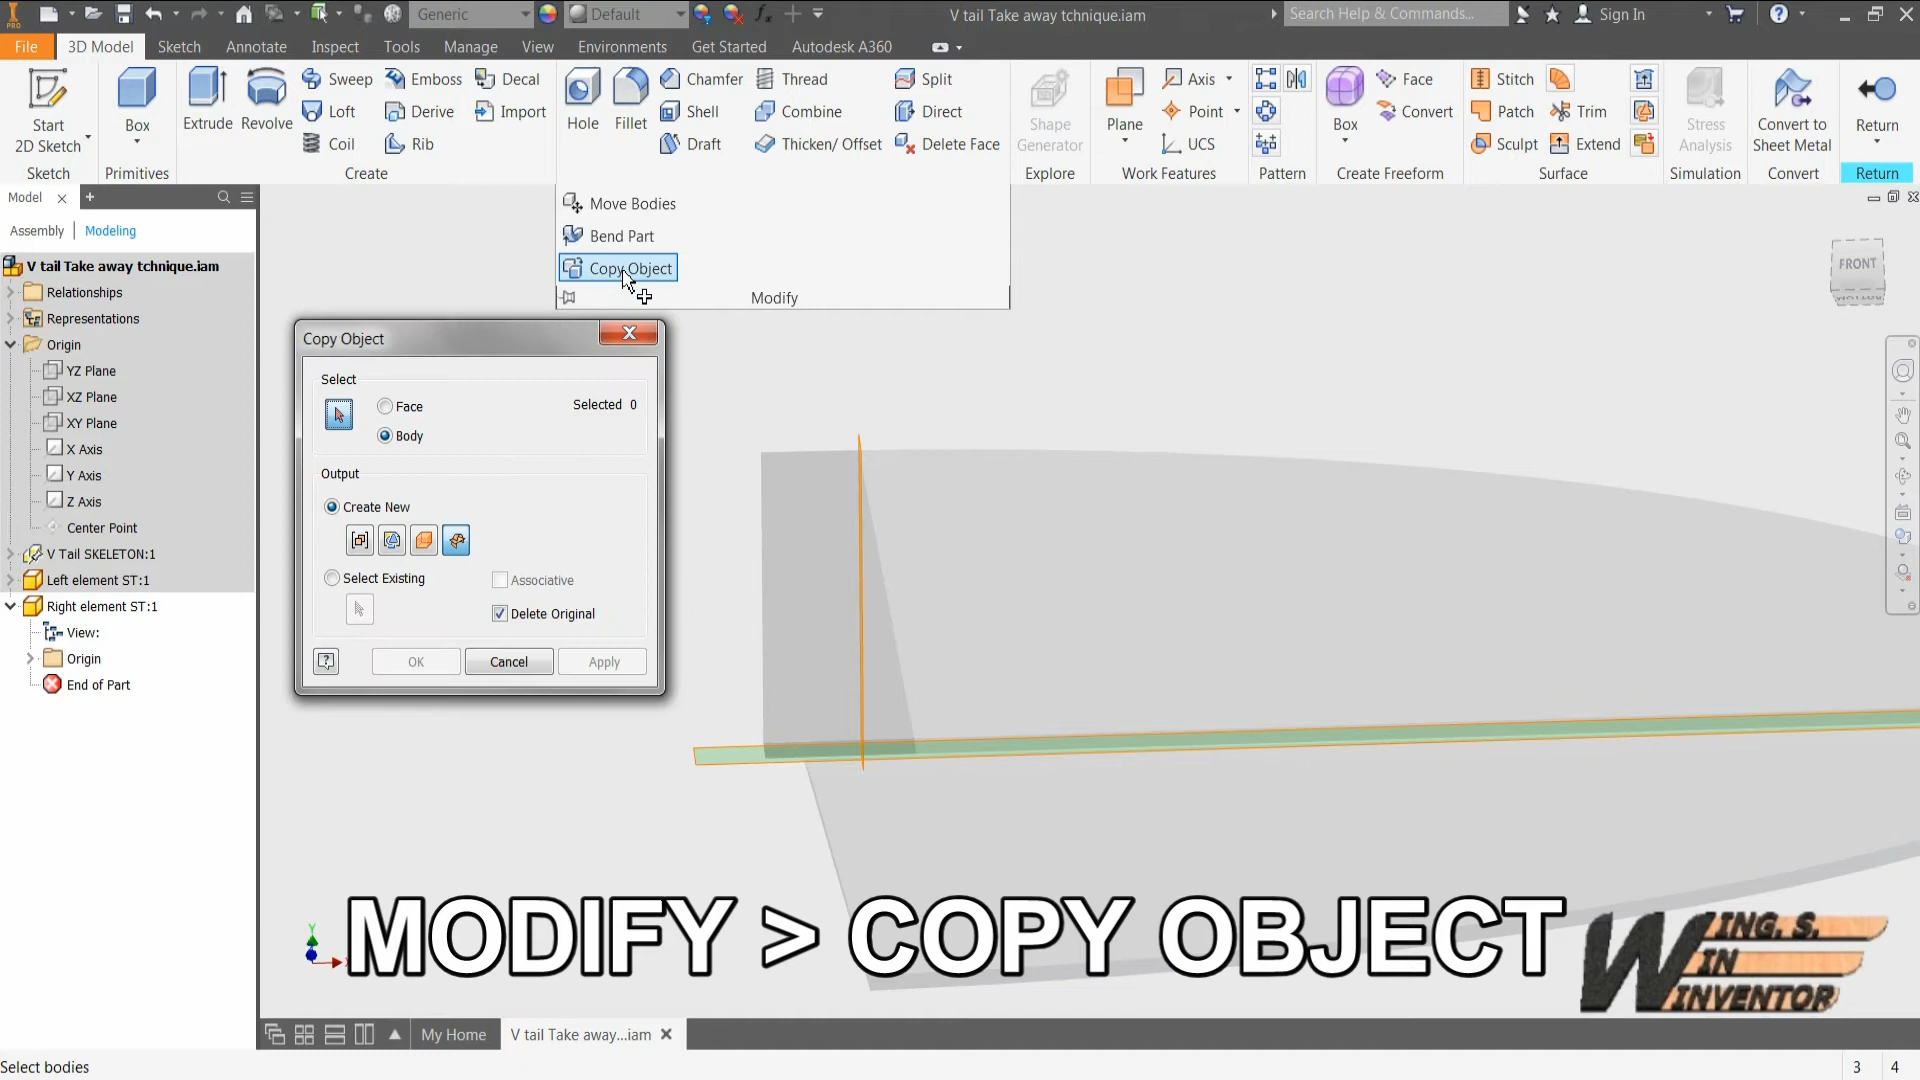 PRO
Generic
Default
V tail Take away tchnique.iam
Search Help & Commands...
Sign In
File
3D Model
Sketch
Annotate
Inspect
Tools
Manage
View
Environments
Get Started
Autodesk A360
Start
2D Sketch
Sketch
Box
Primitives
Extrude
Revolve
Sweep
Loft
Coil
Emboss
Derive
Rib
Decal
Import
Create
Hole
Fillet
Chamfer
Shell
Draft
Thread
Combine
Thicken/ Offset
Split
Direct
Delete Face
Shape
Generator
Explore
Plane
Axis
Point
UCS
Work Features
Pattern
Box
Face
Convert
Create Freeform
Stitch
Patch
Sculpt
Trim
Extend
Surface
Stress
Analysis
Simulation
Convert to
Sheet Metal
Convert
Return
Return
Move Bodies
Bend Part
Copy Object
Modify
Model
Assembly
Modeling
V tail Take away tchnique.iam
Relationships
Representations
Origin
YZ Plane
XZ Plane
XY Plane
X Axis
Y Axis
Z Axis
Center Point
V Tail SKELETON:1
Left element ST:1
Right element ST:1
View:
Origin
End of Part
Copy Object
Select
Face
Body
Selected 0
Output
Create New
Select Existing
Associative
Delete Original
OK
Cancel
Apply
FRONT
BOTTOM
Y
MODIFY > COPY OBJECT
WING. S.
WIN IN
WINVENTOR
My Home
V tail Take away...iam
Select bodies
3 4